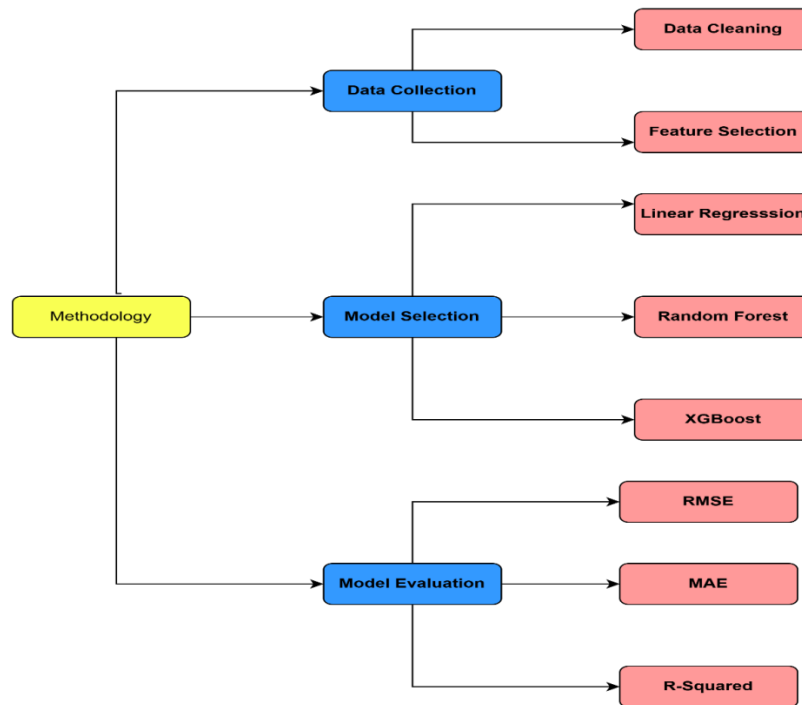 Data Cleaning
Data Collection
Feature Selection
Linear Regresssion
Methodology
Model Selection
Random Forest
XGBoost
RMSE
Model Evaluation
MAE
R-Squared